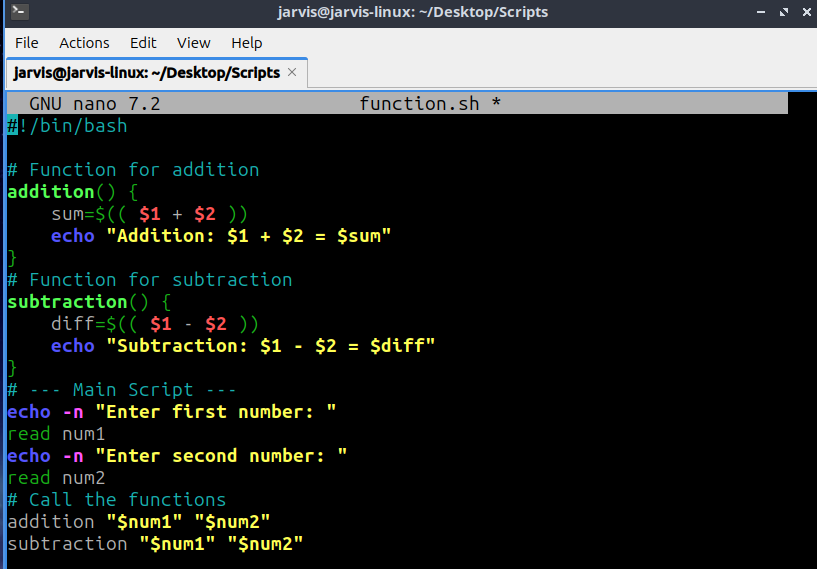 jarvis@jarvis-linux: ~/Desktop/Scripts
File Actions Edit View Help
jarvis@jarvis-linux: ~/Desktop/Scripts ×
GNU nano 7.2 function.sh *
#!/bin/bash

# Function for addition
addition() {
    sum=$(( $1 + $2 ))
    echo "Addition: $1 + $2 = $sum"
}
# Function for subtraction
subtraction() {
    diff=$(( $1 - $2 ))
    echo "Subtraction: $1 - $2 = $diff"
}
# --- Main Script ---
echo -n "Enter first number: "
read num1
echo -n "Enter second number: "
read num2
# Call the functions
addition "$num1" "$num2"
subtraction "$num1" "$num2"